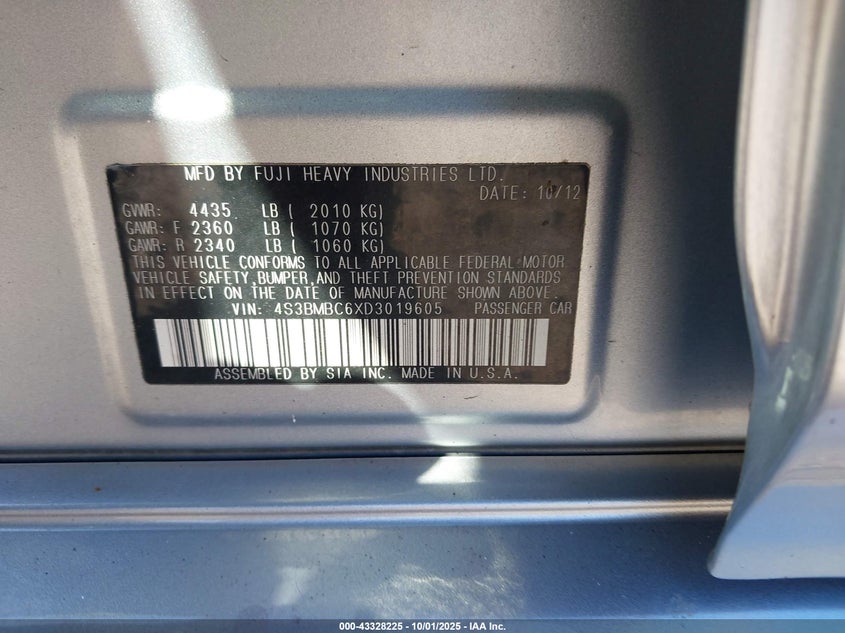 MFD BY FUJI HEAVY INDUSTRIES LTD.
DATE: 10/12
GVWR: 4435 LB ( 2010 KG)
GAWR: F 2360 LB ( 1070 KG)
GAWR: R 2340 LB ( 1060 KG)
THIS VEHICLE CONFORMS TO ALL APPLICABLE FEDERAL MOTOR
VEHICLE SAFETY,BUMPER,AND THEFT PREVENTION STANDARDS
IN EFFECT ON THE DATE OF MANUFACTURE SHOWN ABOVE.
VIN: 4S3BMBC6XD3019605 PASSENGER CAR
ASSEMBLED BY SIA INC. MADE IN U.S.A.
000-43328225 - 10/01/2025 - IAA Inc.